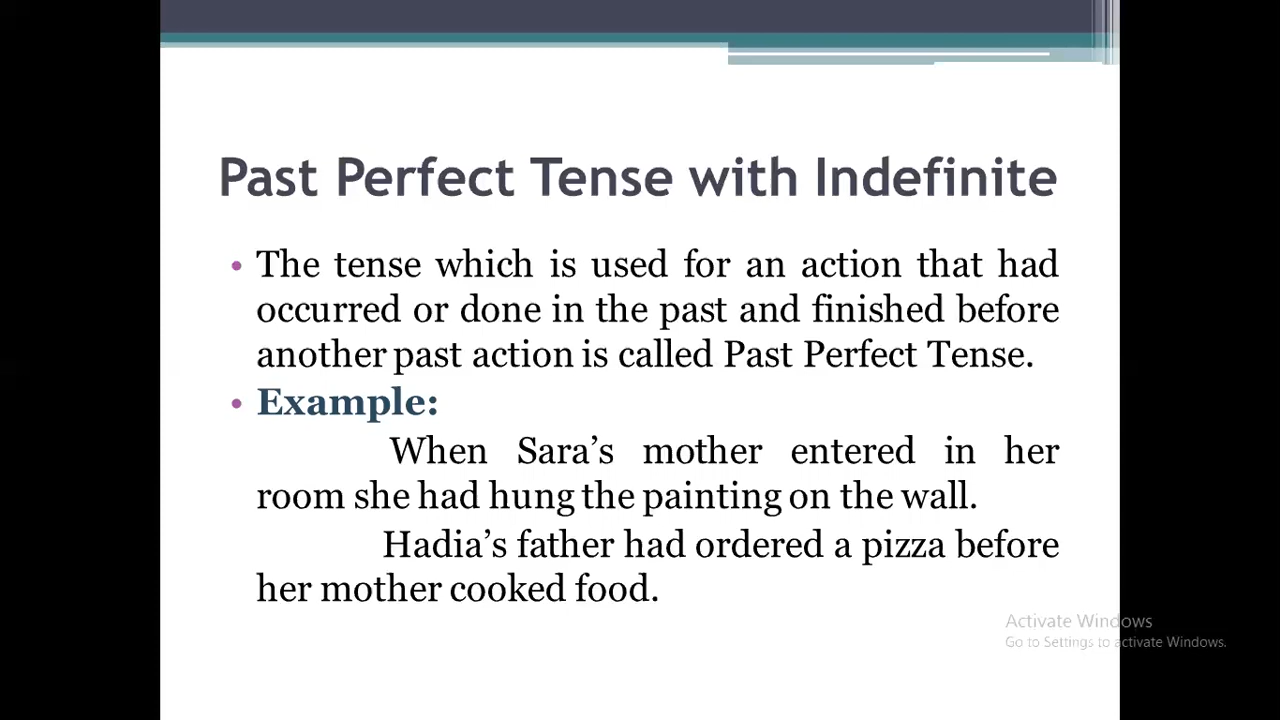 Past Perfect Tense with Indefinite
• The tense which is used for an action that had
occurred or done in the past and finished before
another past action is called Past Perfect Tense.
• Example:
When Sara’s mother entered in her
room she had hung the painting on the wall.
Hadia’s father had ordered a pizza before
her mother cooked food.
Activate Windows
Go to Settings to activate Windows.